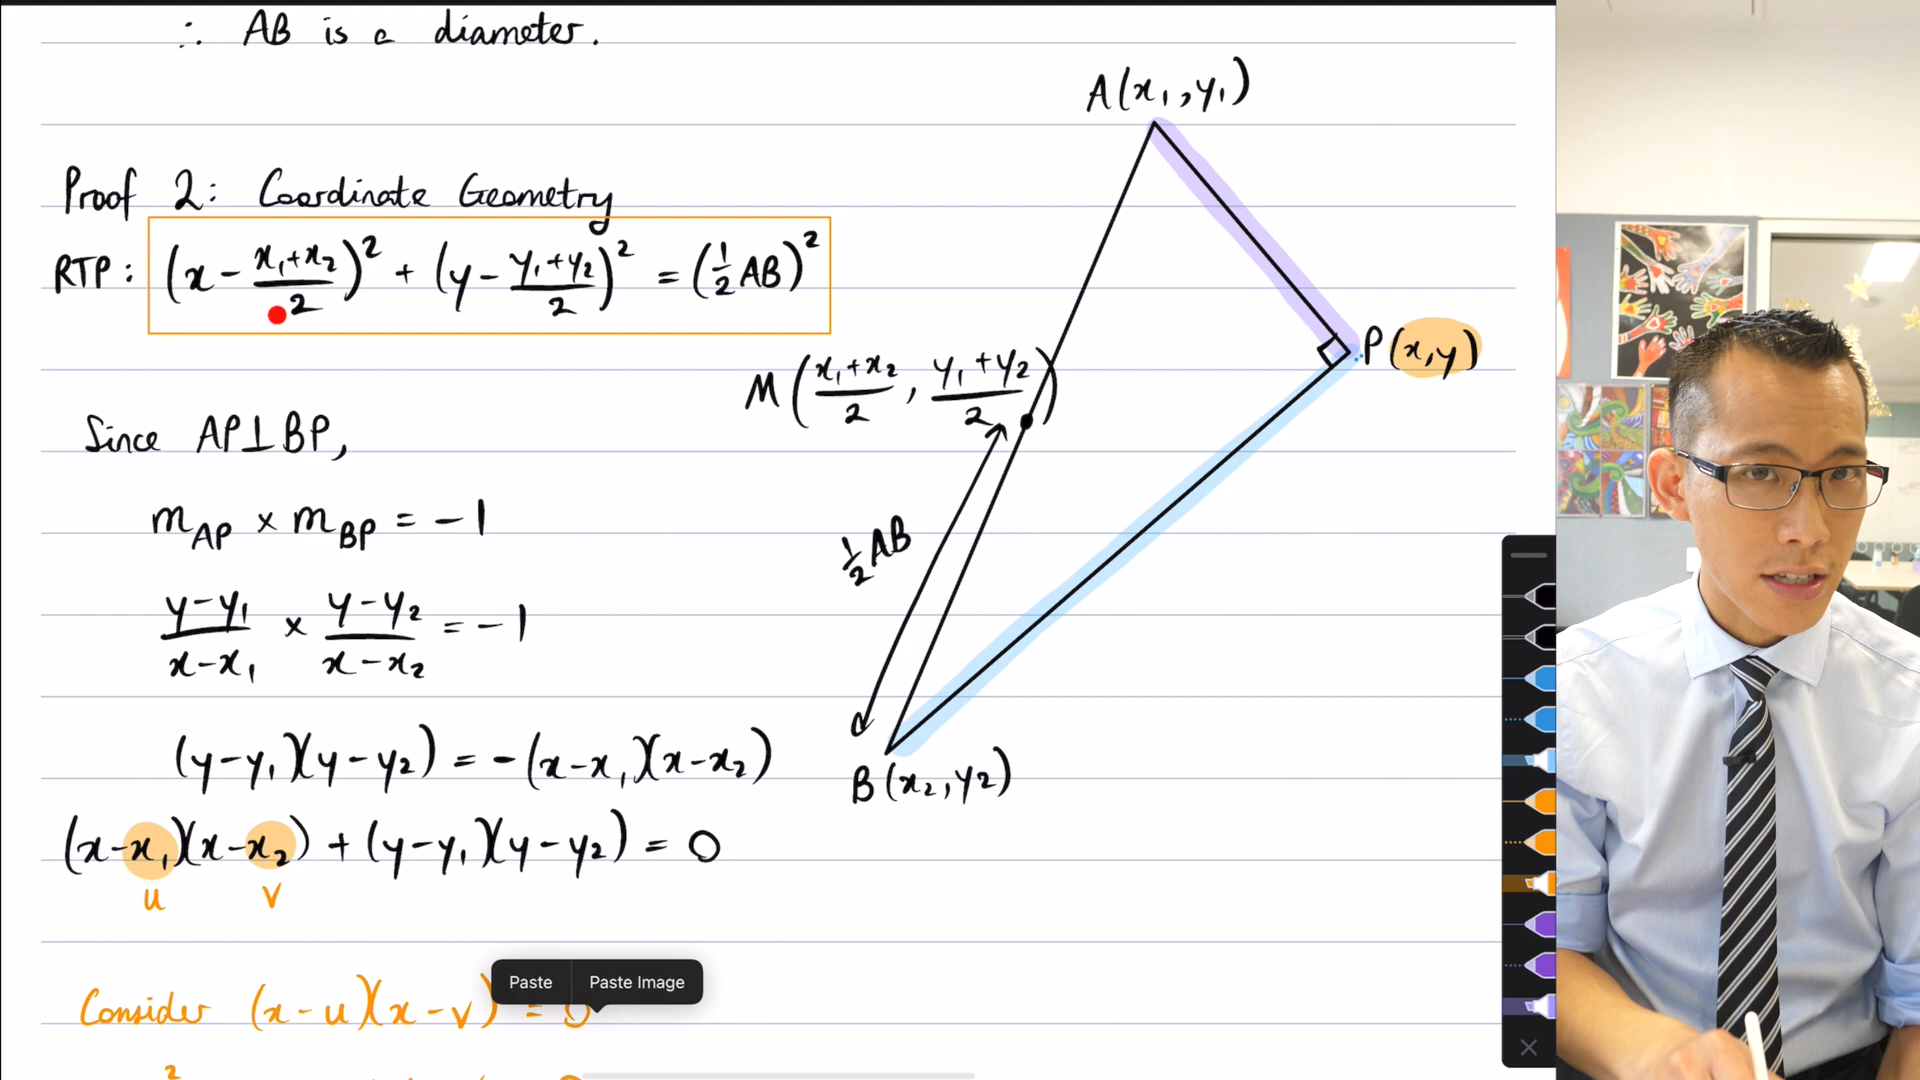 ∴ AB is a diameter.
A(x₁,y₁)
Proof 2: Coordinate Geometry
RTP: (x - (x₁+x₂)/2)² + (y - (y₁+y₂)/2)² = (½AB)²
P(x,y)
M((x₁+x₂)/2, (y₁+y₂)/2)
Since AP⊥BP,
m_AP × m_BP = -1
½AB
(y-y₁)/(x-x₁) × (y-y₂)/(x-x₂) = -1
(y-y₁)(y-y₂) = -(x-x₁)(x-x₂)
B(x₂,y₂)
(x-x₁)(x-x₂) + (y-y₁)(y-y₂) = 0
u v
Paste Paste Image
Consider (x-u)(x-v) = 0